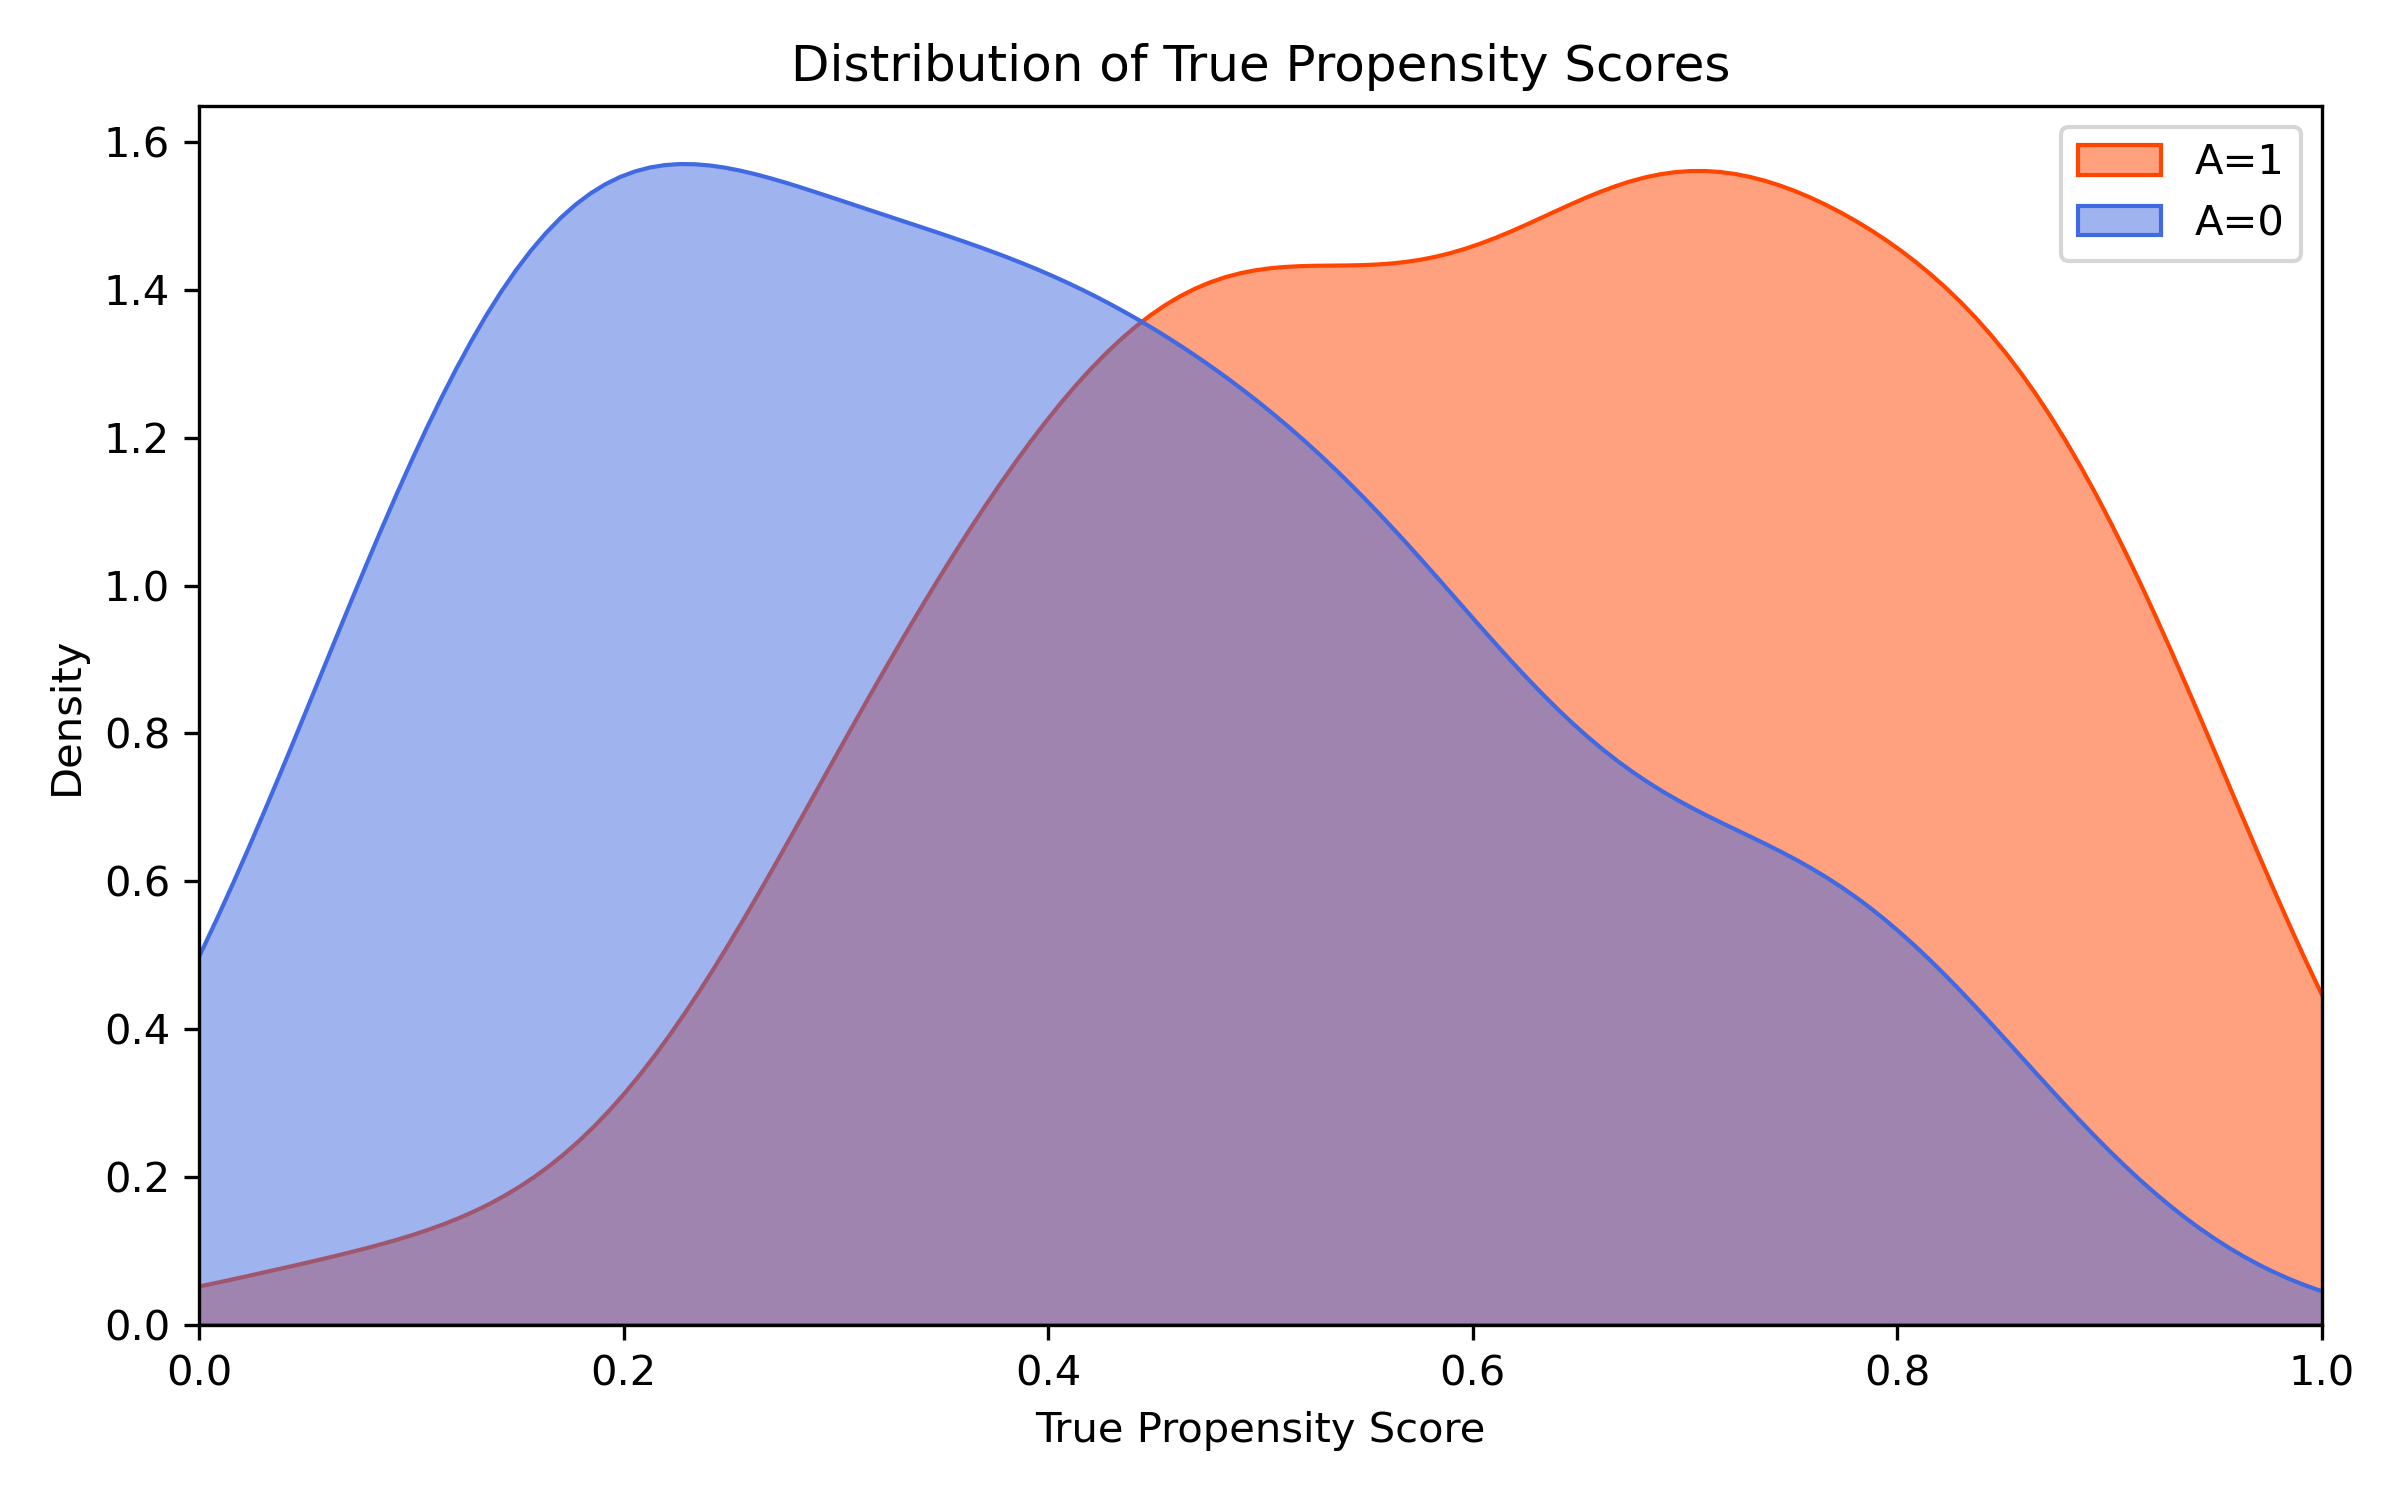 Distribution of True Propensity Scores
A=1
A=0
1.6
1.4
1.2
1.0
0.8
0.6
0.4
0.2
0.0
Density
0.0 0.2 0.4 0.6 0.8 1.0
True Propensity Score